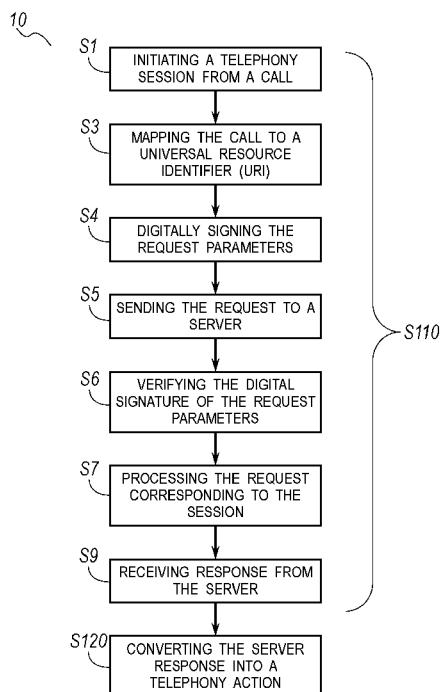 10
S1
INITIATING A TELEPHONY
SESSION FROM A CALL
S3
MAPPING THE CALL TO A
UNIVERSAL RESOURCE
IDENTIFIER (URI)
S4
DIGITALLY SIGNING THE
REQUEST PARAMETERS
S5
SENDING THE REQUEST TO A
SERVER
S110
S6
VERIFYING THE DIGITAL
SIGNATURE OF THE REQUEST
PARAMETERS
S7
PROCESSING THE REQUEST
CORRESPONDING TO THE
SESSION
S9
RECEIVING RESPONSE FROM
THE SERVER
S120
CONVERTING THE SERVER
RESPONSE INTO A
TELEPHONY ACTION